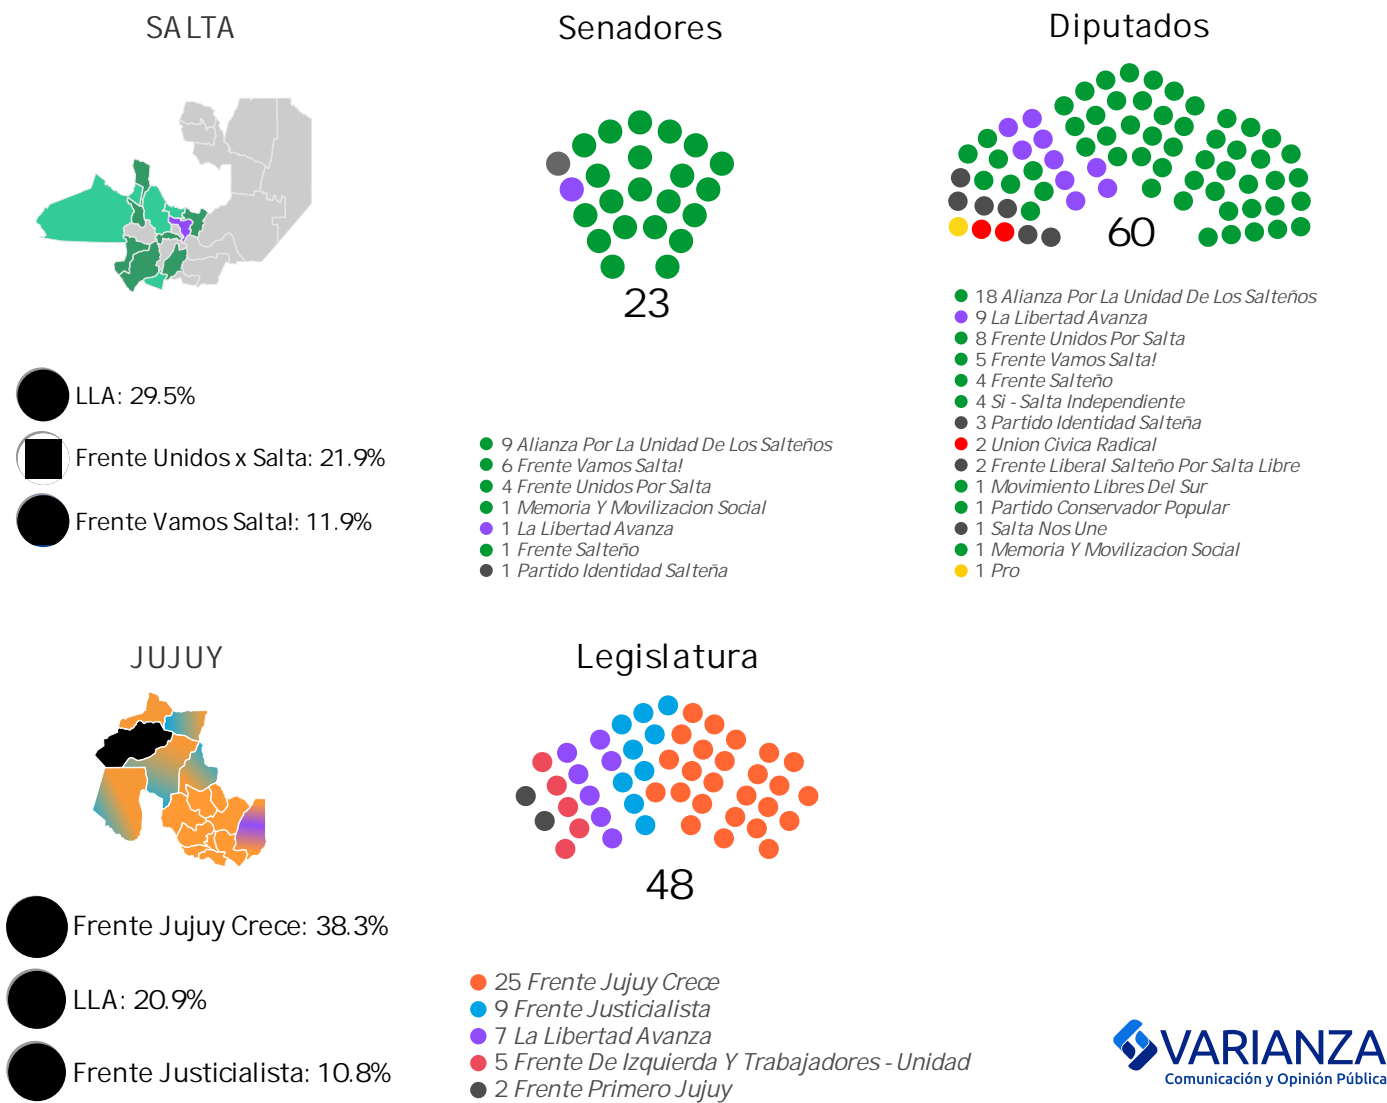 SALTA
Senadores
Diputados
23
60
LLA: 29.5%
Frente Unidos x Salta: 21.9%
Frente Vamos Salta!: 11.9%
9 Alianza Por La Unidad De Los Salteños
6 Frente Vamos Salta!
4 Frente Unidos Por Salta
1 Memoria Y Movilizacion Social
1 La Libertad Avanza
1 Frente Salteño
1 Partido Identidad Salteña
18 Alianza Por La Unidad De Los Salteños
9 La Libertad Avanza
8 Frente Unidos Por Salta
5 Frente Vamos Salta!
4 Frente Salteño
4 Si - Salta Independiente
3 Partido Identidad Salteña
2 Union Civica Radical
2 Frente Liberal Salteño Por Salta Libre
1 Movimiento Libres Del Sur
1 Partido Conservador Popular
1 Salta Nos Une
1 Memoria Y Movilizacion Social
1 Pro
JUJUY
Legislatura
48
Frente Jujuy Crece: 38.3%
LLA: 20.9%
Frente Justicialista: 10.8%
25 Frente Jujuy Crece
9 Frente Justicialista
7 La Libertad Avanza
5 Frente De Izquierda Y Trabajadores - Unidad
2 Frente Primero Jujuy
VARIANZA
Comunicación y Opinión Pública